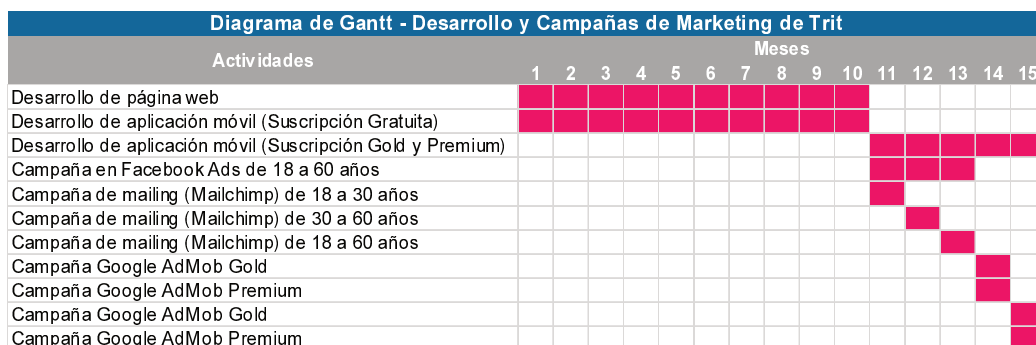 Diagrama de Gantt - Desarrollo y Campañas de Marketing de Trit
Actividades
Meses
1 2 3 4 5 6 7 8 9 10 11 12 13 14 15
Desarrollo de página web
Desarrollo de aplicación móvil (Suscripción Gratuita)
Desarrollo de aplicación móvil (Suscripción Gold y Premium)
Campaña en Facebook Ads de 18 a 60 años
Campaña de mailing (Mailchimp) de 18 a 30 años
Campaña de mailing (Mailchimp) de 30 a 60 años
Campaña de mailing (Mailchimp) de 18 a 60 años
Campaña Google AdMob Gold
Campaña Google AdMob Premium
Campaña Google AdMob Gold
Campaña Google AdMob Premium